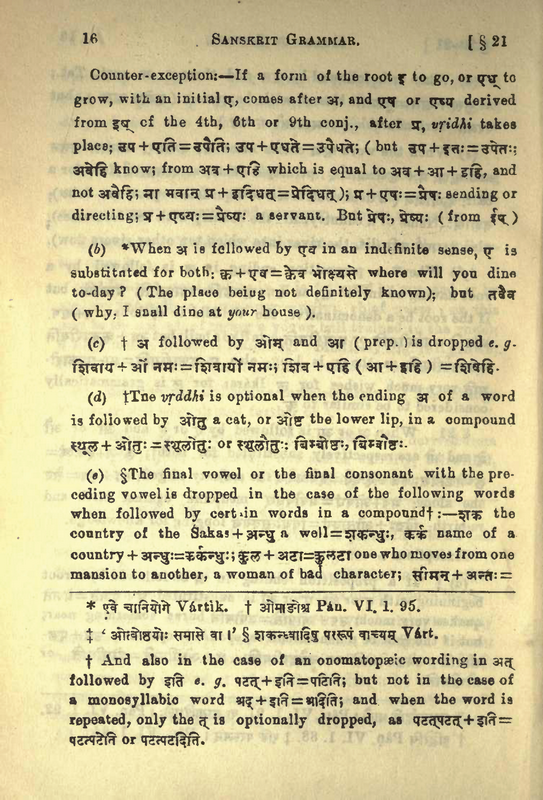 16 SANSKRIT GRAMMAR. [ § 21
Counter-exception:—If a form of the root इ to go, or एध् to
grow, with an initial ए, comes after अ, and एष or एष्य derived
from इष् cf the 4th, 6th or 9th conj., after प्र, vṛidhi takes
place; उप + एति = उपैति; उप + एधते = उपैधते; ( but उप + इतः = उपेतः;
अवेहि know; from अव + एहि which is equal to अव + आ + इहि, and
not अवैहि; मा भवान् प्र + इदिधत् = प्रेदिधत् ); प्र + एषः = प्रैषः sending or
directing; प्र + एष्यः = प्रैष्यः a servant. But प्रेषः, प्रेष्यः ( from ईष् )
(b) *When अ is followed by एव in an indefinite sense, ए is
substituted for both: क्व + एव = क्वेव भोक्ष्यसे where will you dine
to-day ? ( The place being not definitely known); but तवैव
( why, I shall dine at your house ).
(c) † अ followed by ओम् and आ (prep.) is dropped e. g.
शिवाय + ओं नमः = शिवायों नमः; शिव + एहि ( आ + इहि ) = शिवेहि.
(d) ‡Tne vṛddhi is optional when the ending अ of a word
is followed by ओतु a cat, or ओष्ठ the lower lip, in a compound
स्थूल + ओतुः = स्थूलोतुः or स्थूलौतुः; बिम्बोष्ठः, बिम्बौष्ठः.
(e) §The final vowel or the final consonant with the pre-
ceding vowel is dropped in the case of the following words
when followed by certain words in a compound†:—शक the
country of the Śakas + अन्धु a well = शकन्धुः, कर्क name of a
country + अन्धुः = कर्कन्धुः; कुल + अटा = कुलटा one who moves from one
mansion to another, a woman of bad character; सीमन् + अन्तः =
* एवे चानियोगे Vártik. † ओमाङोश्च Pán. VI. 1. 95.
‡ ' ओत्वोष्ठयोः समासे वा ।' § शकन्ध्वादिषु पररूपं वाच्यम् Várt.
† And also in the case of an onomatopæic wording in अत्
followed by इति e. g. पटत् + इति = पटिति; but not in the case of
a monosyllabic word श्रद् + इति = श्रदिति; and when the word is
repeated, only the त् is optionally dropped, as पटत्पटत् + इति =
पटत्पटेति or पटत्पटदिति.